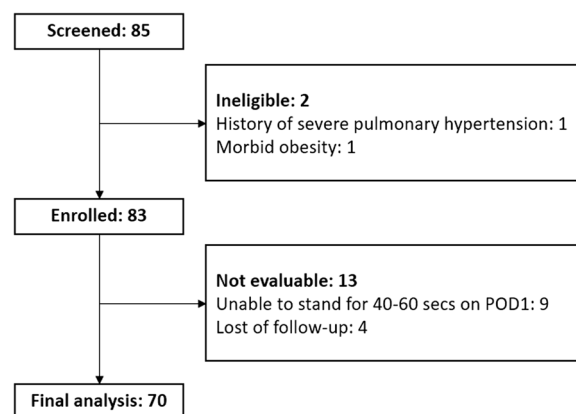 Screened: 85
Ineligible: 2
History of severe pulmonary hypertension: 1
Morbid obesity: 1
Enrolled: 83
Not evaluable: 13
Unable to stand for 40-60 secs on POD1: 9
Lost of follow-up: 4
Final analysis: 70